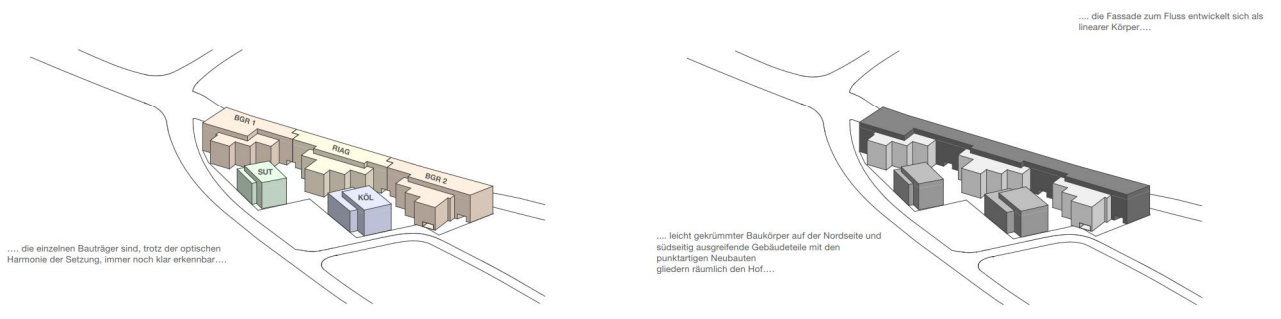 .... die Fassade zum Fluss entwickelt sich als
linearer Körper....
BGR 1
RIAG
BGR 2
SUT
KÖL
.... die einzelnen Bauträger sind, trotz der optischen
Harmonie der Setzung, immer noch klar erkennbar....
.... leicht gekrümmter Baukörper auf der Nordseite und
südseitig ausgreifende Gebäudeteile mit den
punktartigen Neubauten
gliedern räumlich den Hof....